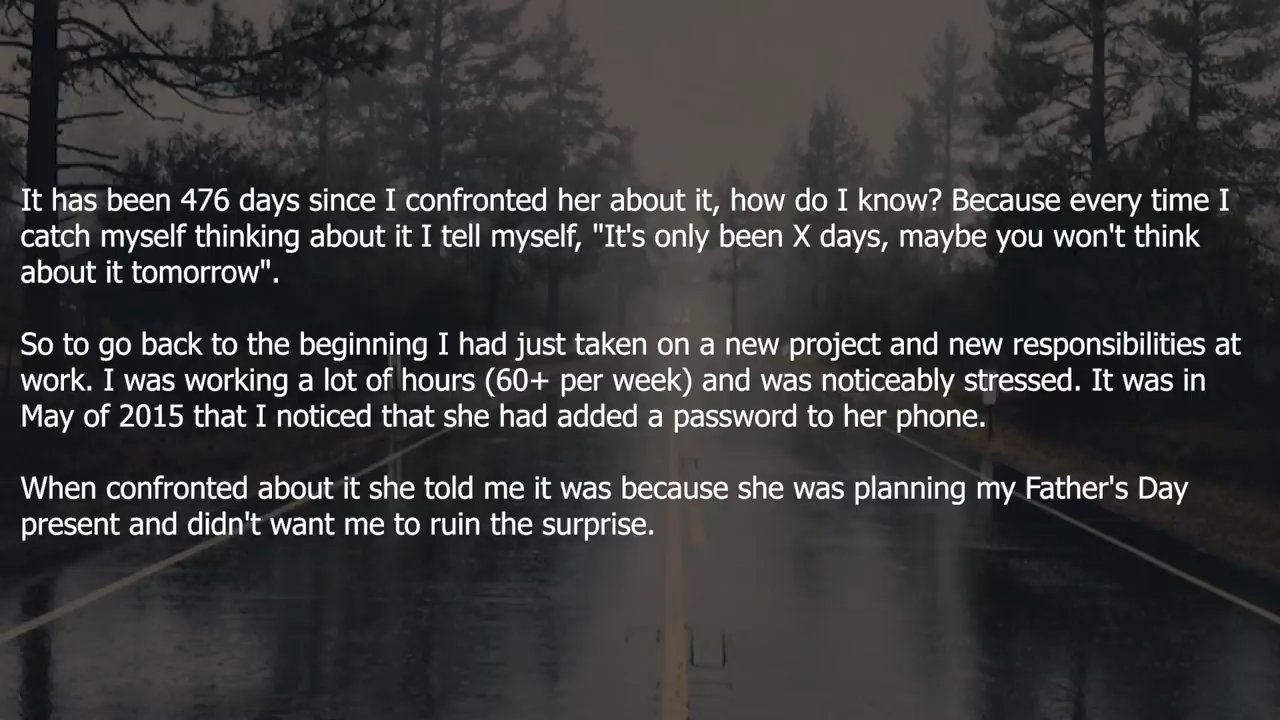 It has been 476 days since I confronted her about it, how do I know? Because every time I
catch myself thinking about it I tell myself, "It's only been X days, maybe you won't think
about it tomorrow".
So to go back to the beginning I had just taken on a new project and new responsibilities at
work. I was working a lot of hours (60+ per week) and was noticeably stressed. It was in
May of 2015 that I noticed that she had added a password to her phone.
When confronted about it she told me it was because she was planning my Father's Day
present and didn't want me to ruin the surprise.